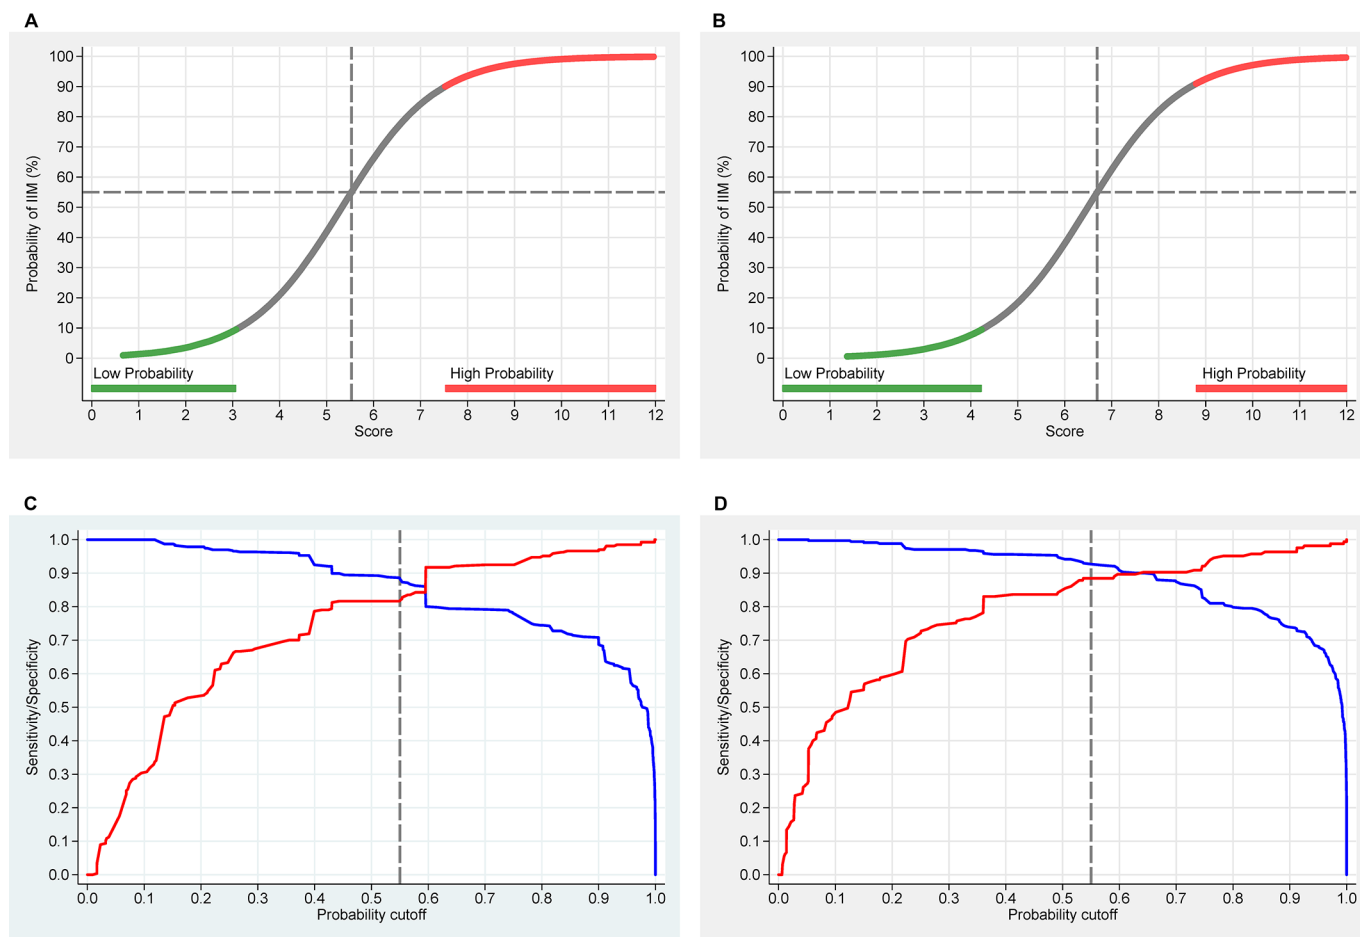 A
100
90
80
70
60
50
40
30
20
10
0
Probability of IIM (%)
Low Probability
High Probability
0 1 2 3 4 5 6 7 8 9 10 11 12
Score
B
100
90
80
70
60
50
40
30
20
10
0
Probability of IIM (%)
Low Probability
High Probability
0 1 2 3 4 5 6 7 8 9 10 11 12
Score
C
1.0
0.9
0.8
0.7
0.6
0.5
0.4
0.3
0.2
0.1
0.0
Sensitivity/Specificity
0.0 0.1 0.2 0.3 0.4 0.5 0.6 0.7 0.8 0.9 1.0
Probability cutoff
D
1.0
0.9
0.8
0.7
0.6
0.5
0.4
0.3
0.2
0.1
0.0
Sensitivity/Specificity
0.0 0.1 0.2 0.3 0.4 0.5 0.6 0.7 0.8 0.9 1.0
Probability cutoff